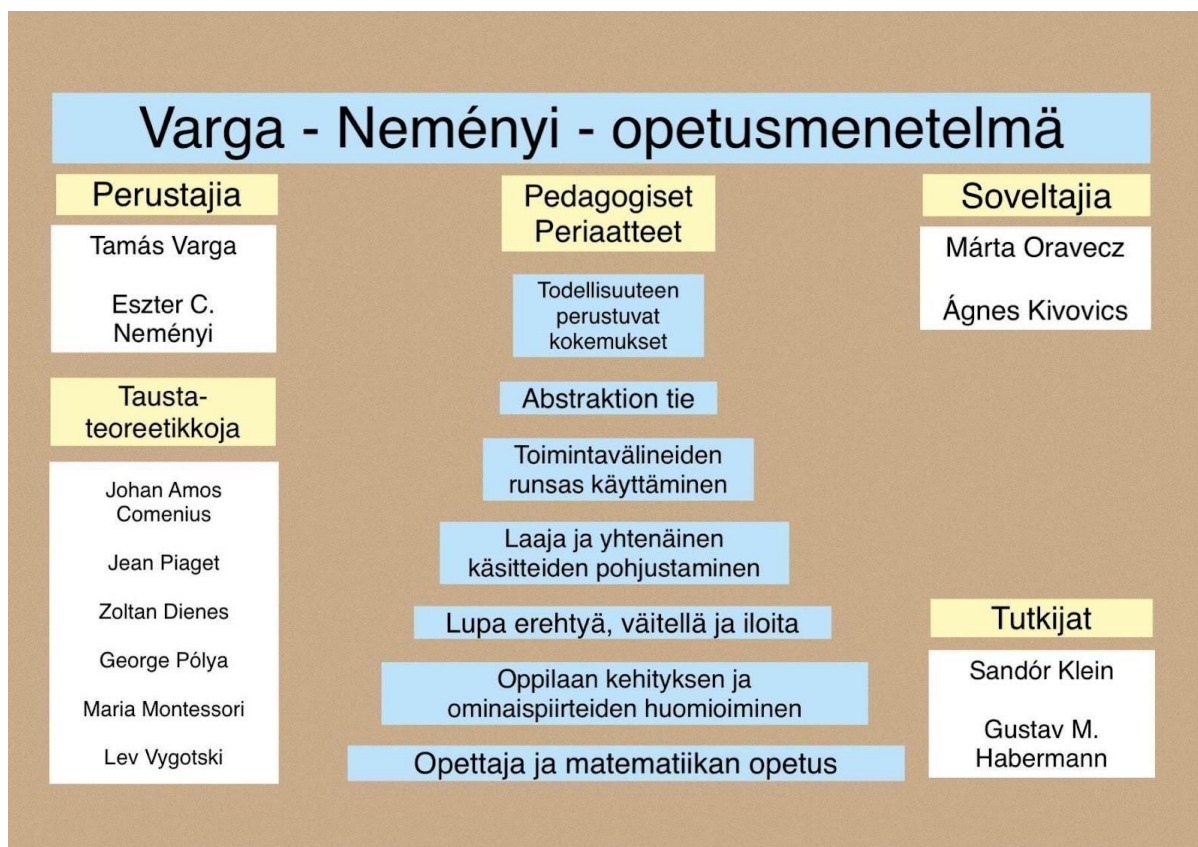 Varga - Neményi - opetusmenetelmä
Perustajia
Tamás Varga
Eszter C.
Neményi
Tausta-
teoreetikkoja
Johan Amos
Comenius
Jean Piaget
Zoltan Dienes
George Pólya
Maria Montessori
Lev Vygotski
Pedagogiset
Periaatteet
Todellisuuteen
perustuvat
kokemukset
Abstraktion tie
Toimintavälineiden
runsas käyttäminen
Laaja ja yhtenäinen
käsitteiden pohjustaminen
Lupa erehtyä, väitellä ja iloita
Oppilaan kehityksen ja
ominaispiirteiden huomioiminen
Opettaja ja matematiikan opetus
Soveltajia
Márta Oravecz
Ágnes Kivovics
Tutkijat
Sandór Klein
Gustav M.
Habermann